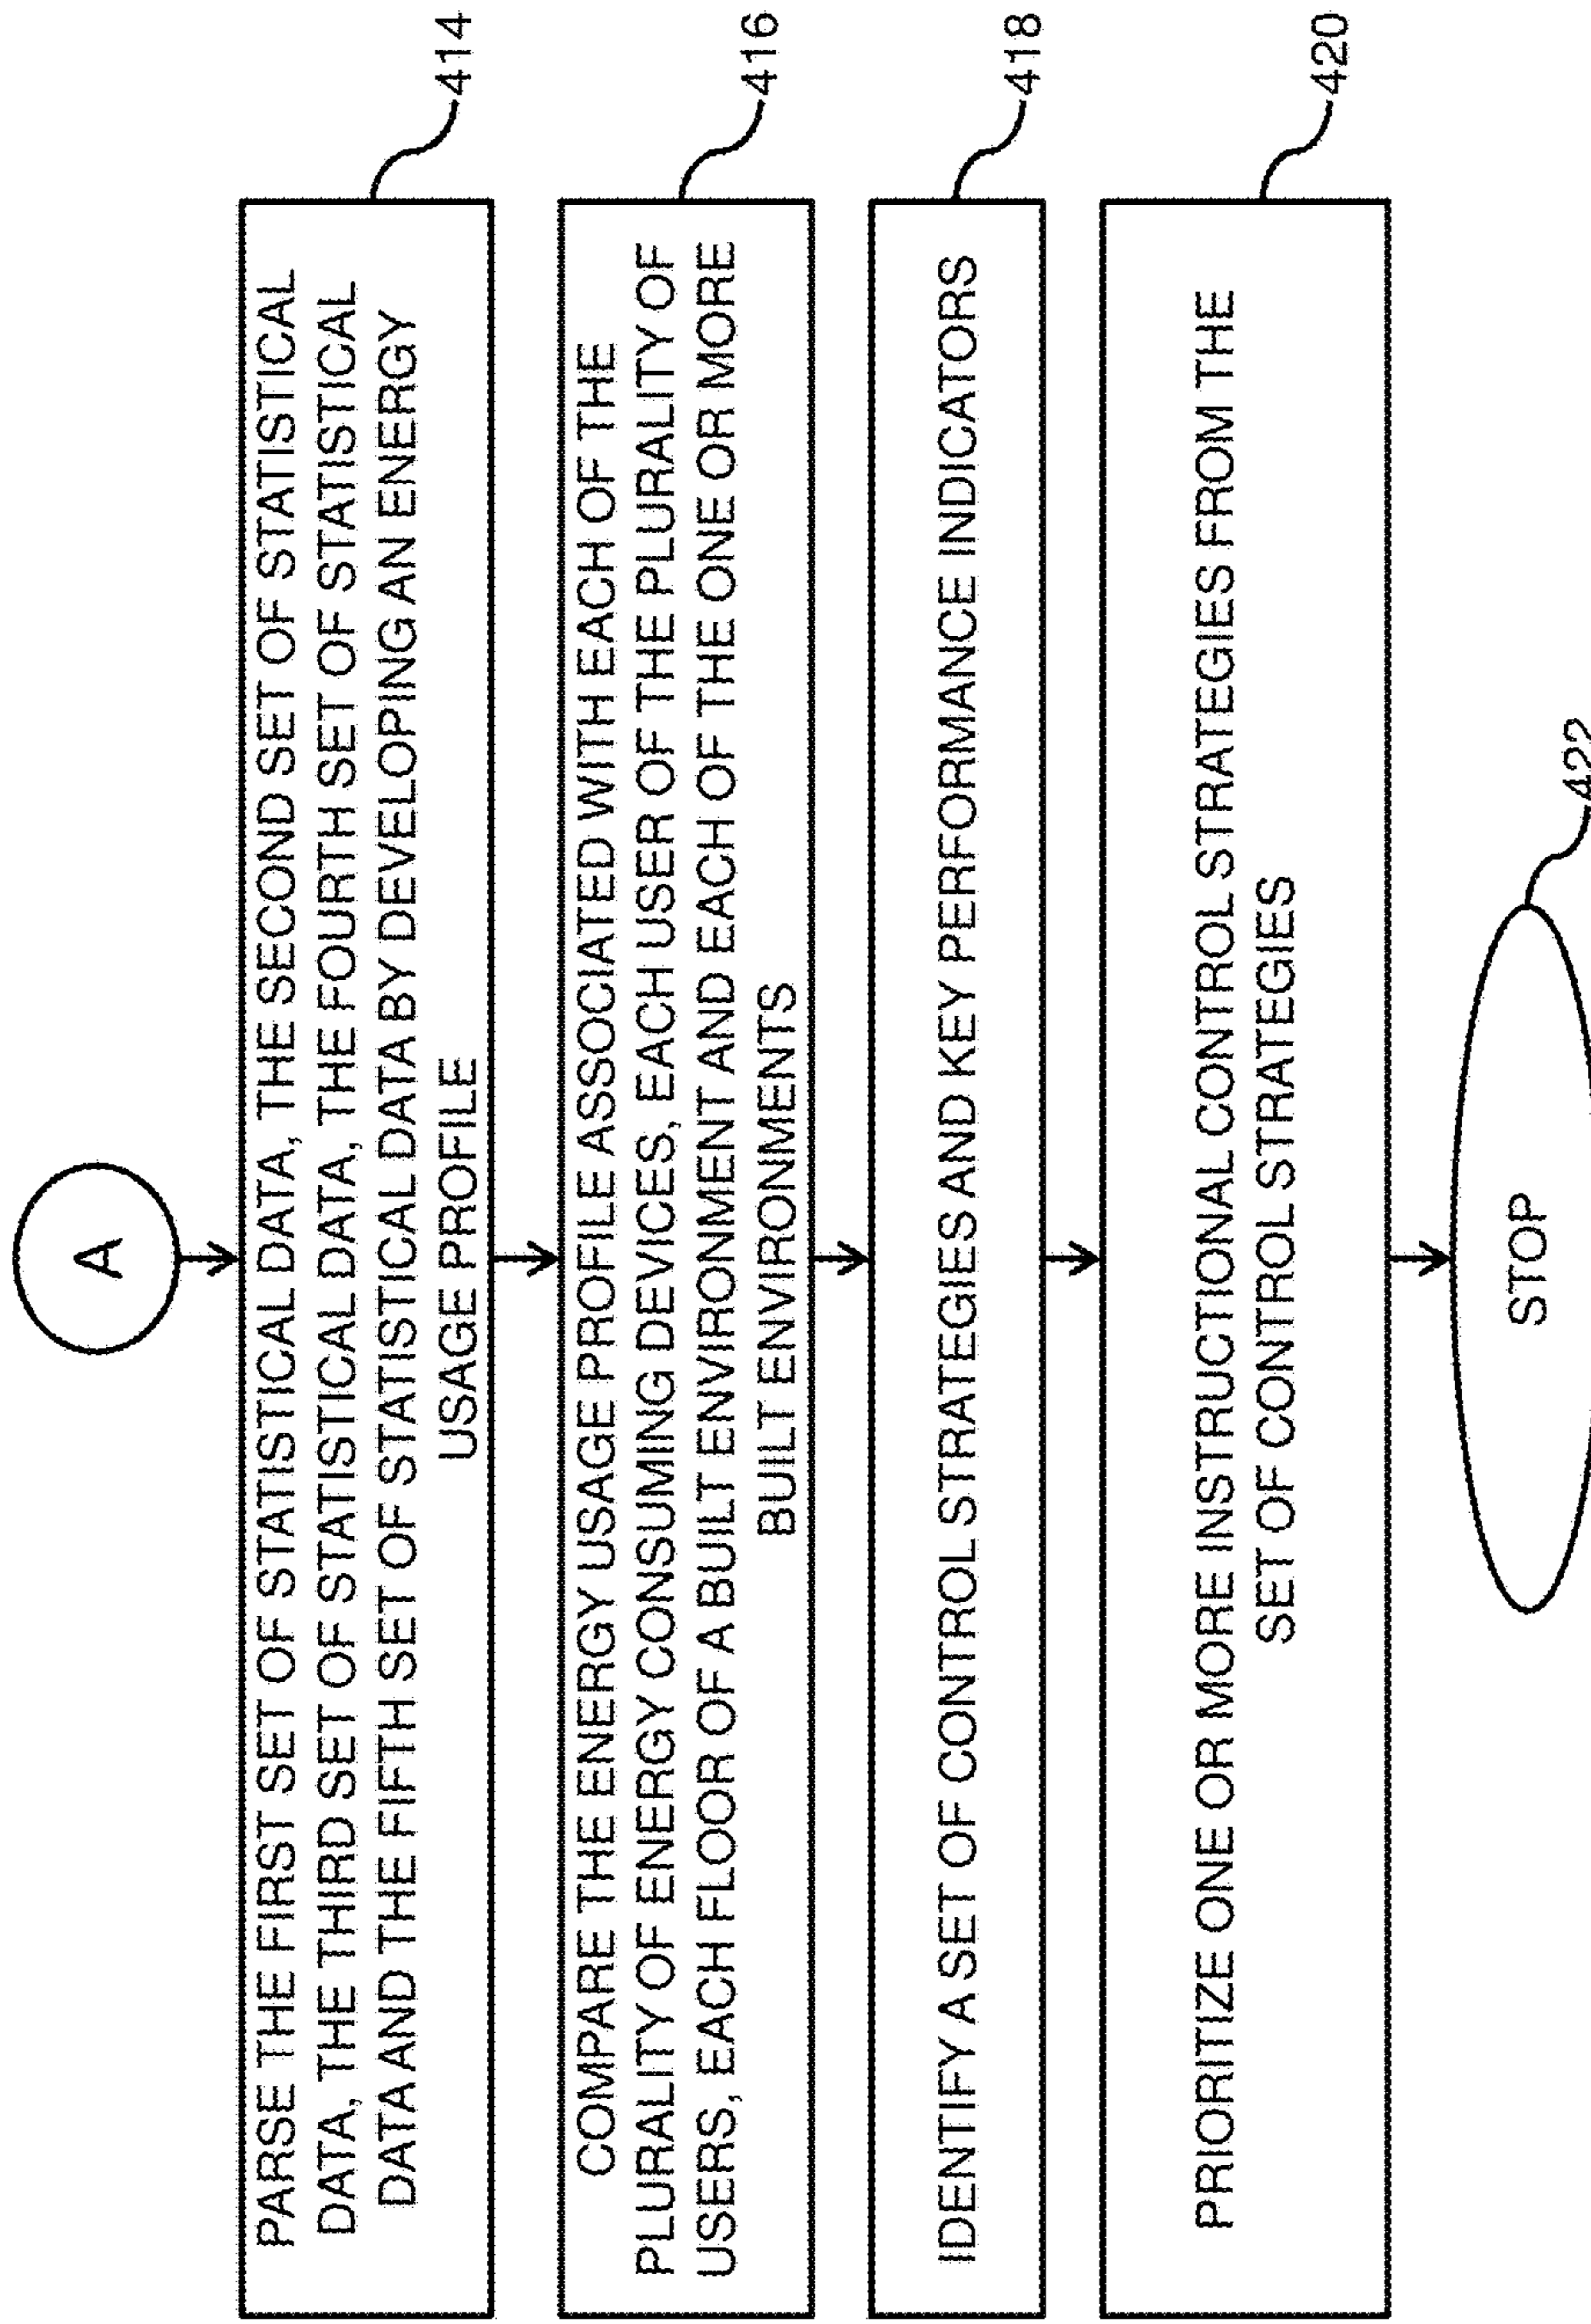 A
PARSE THE FIRST SET OF STATISTICAL DATA, THE SECOND SET OF STATISTICAL
DATA, THE THIRD SET OF STATISTICAL DATA, THE FOURTH SET OF STATISTICAL
DATA AND THE FIFTH SET OF STATISTICAL DATA BY DEVELOPING AN ENERGY
USAGE PROFILE
414
COMPARE THE ENERGY USAGE PROFILE ASSOCIATED WITH EACH OF THE
PLURALITY OF ENERGY CONSUMING DEVICES, EACH USER OF THE PLURALITY OF
USERS, EACH FLOOR OF A BUILT ENVIRONMENT AND EACH OF THE ONE OR MORE
BUILT ENVIRONMENTS
416
IDENTIFY A SET OF CONTROL STRATEGIES AND KEY PERFORMANCE INDICATORS
418
PRIORITIZE ONE OR MORE INSTRUCTIONAL CONTROL STRATEGIES FROM THE
SET OF CONTROL STRATEGIES
420
STOP
422